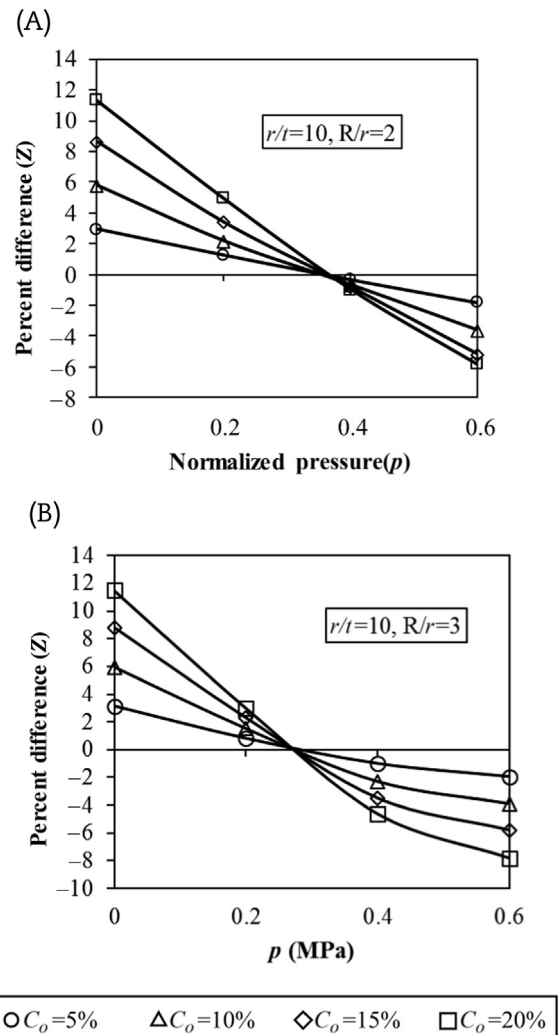 (A)
14
12
10
8
6
4
2
0
−2
−4
−6
−8
Percent difference (Z)
r/t=10, R/r=2
0 0.2 0.4 0.6
Normalized pressure(p)
(B)
14
12
10
8
6
4
2
0
−2
−4
−6
−8
−10
Percent difference (Z)
r/t=10, R/r=3
0 0.2 0.4 0.6
p (MPa)
Co=5% Co=10% Co=15% Co=20%